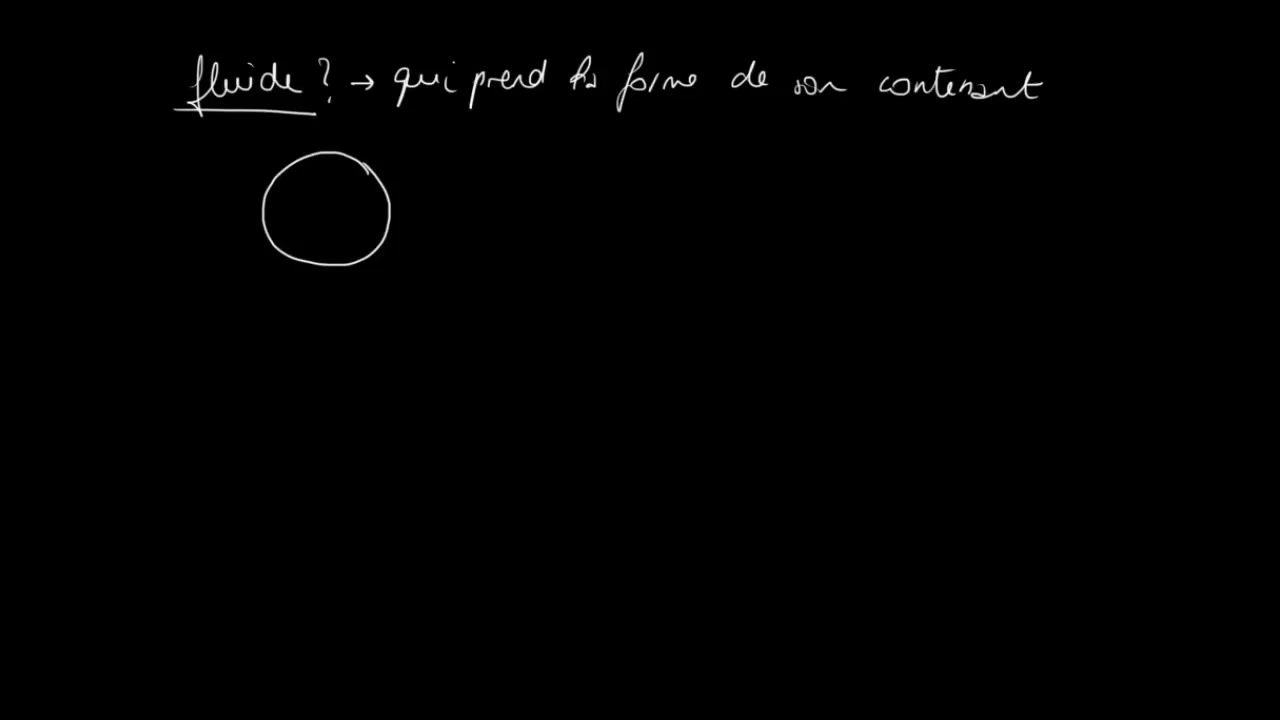 fluide ? → qui prend la forme de son contenant